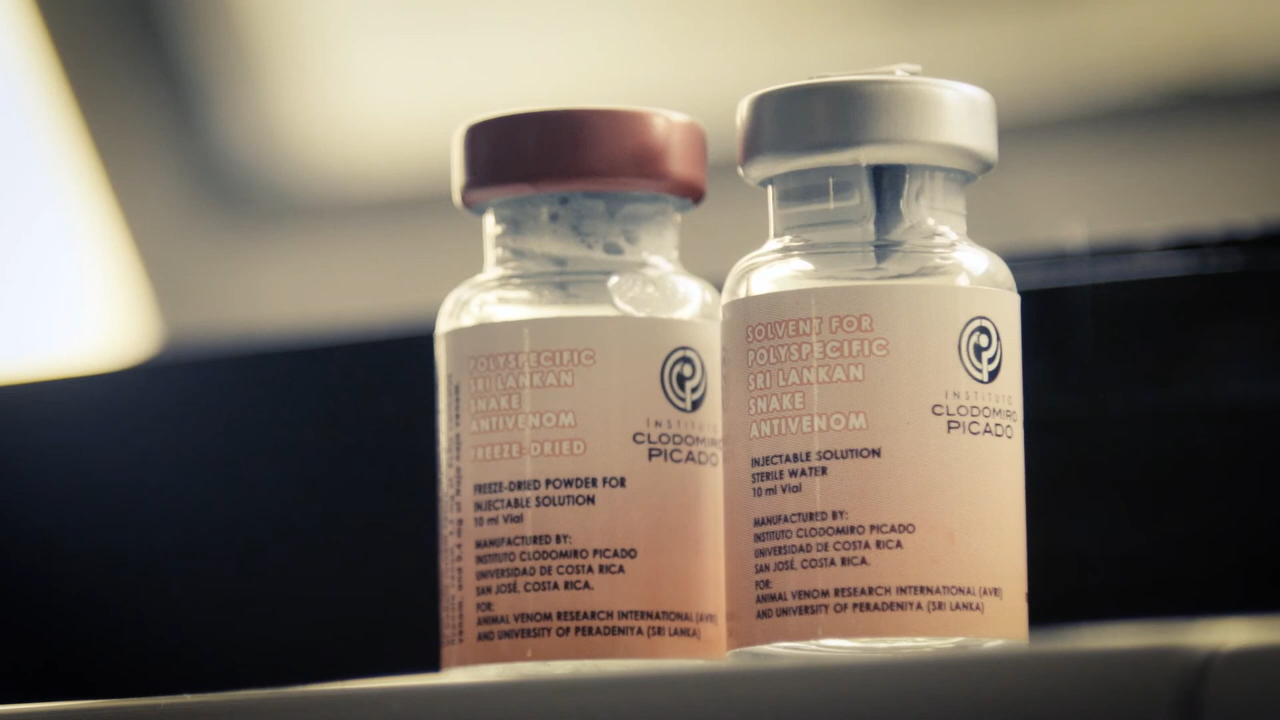 POLYSPECIFIC
SRI LANKAN
SNAKE
ANTIVENOM
FREEZE-DRIED
INSTITUTO
CLODOMIRO
PICADO
FREEZE-DRIED POWDER FOR
INJECTABLE SOLUTION
10 ml Vial
MANUFACTURED BY:
INSTITUTO CLODOMIRO PICADO
UNIVERSIDAD DE COSTA RICA
SAN JOSÉ, COSTA RICA.
FOR:
ANIMAL VENOM RESEARCH INTERNATIONAL (AVRI)
AND UNIVERSITY OF PERADENIYA (SRI LANKA)
SOLVENT FOR
POLYSPECIFIC
SRI LANKAN
SNAKE
ANTIVENOM
INSTITUTO
CLODOMIRO
PICADO
INJECTABLE SOLUTION
STERILE WATER
10 ml Vial
MANUFACTURED BY:
INSTITUTO CLODOMIRO PICADO
UNIVERSIDAD DE COSTA RICA
SAN JOSÉ, COSTA RICA.
FOR:
ANIMAL VENOM RESEARCH INTERNATIONAL (AVRI)
AND UNIVERSITY OF PERADENIYA (SRI LANKA)